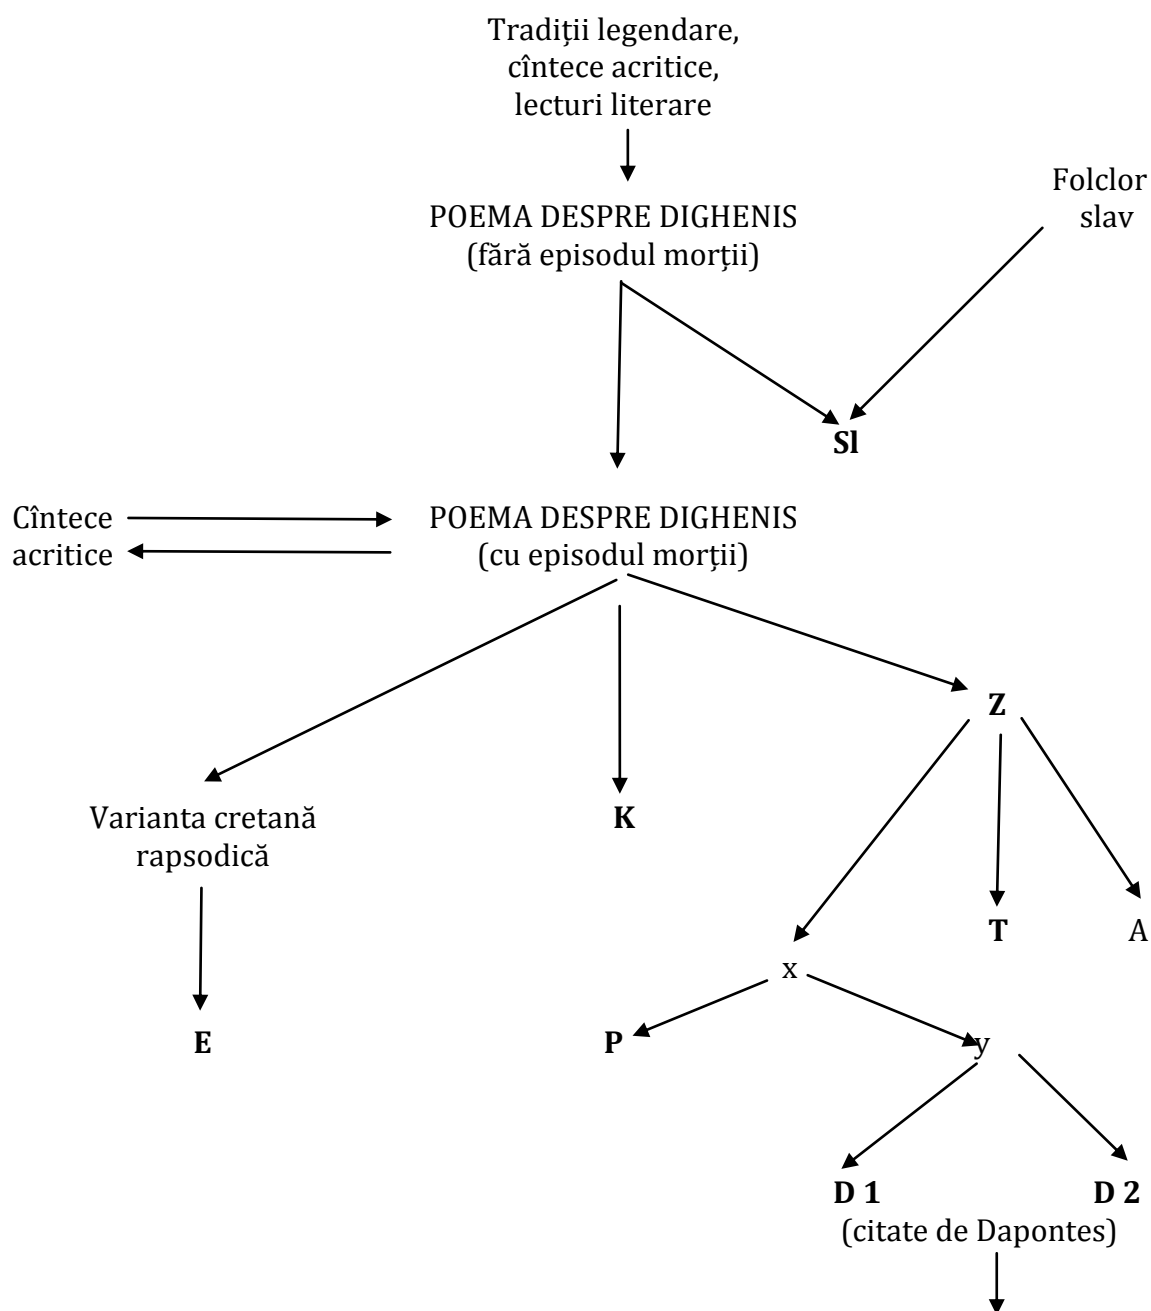 Tradiții legendare,
cîntece acritice,
lecturi literare
Folclor
slav
POEMA DESPRE DIGHENIS
(fără episodul morții)
Sl
Cîntece
acritice
POEMA DESPRE DIGHENIS
(cu episodul morții)
Z
Varianta cretană
rapsodică
K
T
A
x
E
P
y
D 1
D 2
(citate de Dapontes)